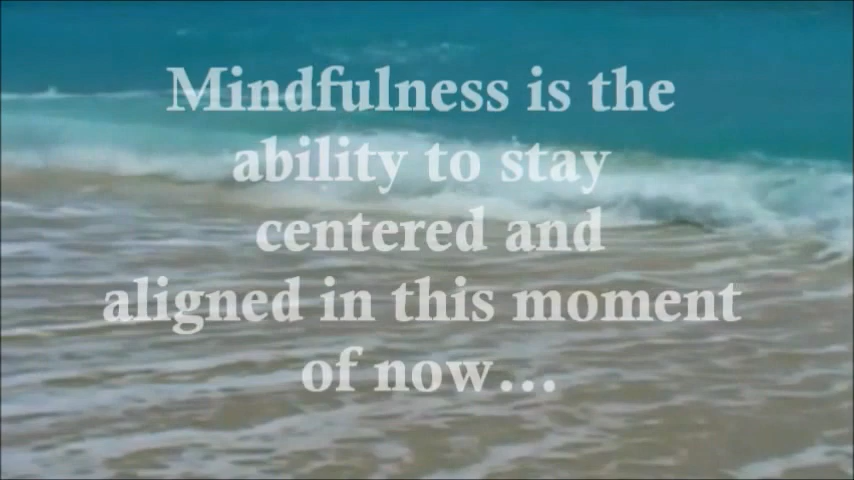 Mindfulness is the
ability to stay
centered and
aligned in this moment
of now...